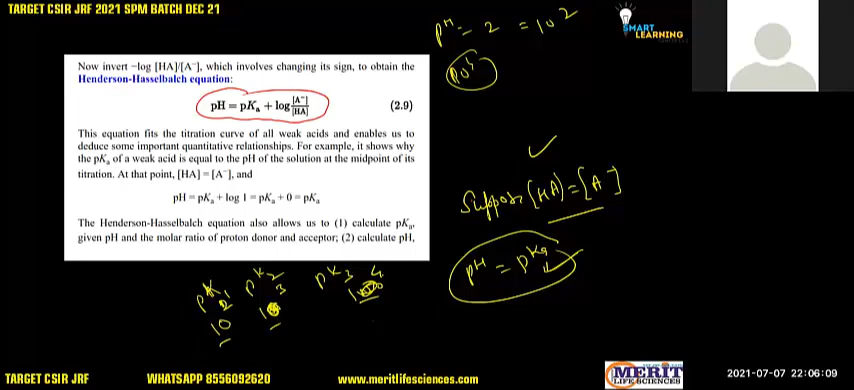 TARGET CSIR JRF 2021 SPM BATCH DEC 21
pH = 2 = 10²
SMART
LEARNING
Now invert −log [HA]/[A⁻], which involves changing its sign, to obtain the
Henderson-Hasselbalch equation:
pH = pKₐ + log [A⁻]/[HA] (2.9)
This equation fits the titration curve of all weak acids and enables us to
deduce some important quantitative relationships. For example, it shows why
the pKₐ of a weak acid is equal to the pH of the solution at the midpoint of its
titration. At that point, [HA] = [A⁻], and
pH = pKₐ + log 1 = pKₐ + 0 = pKₐ
The Henderson-Hasselbalch equation also allows us to (1) calculate pKₐ,
given pH and the molar ratio of proton donor and acceptor; (2) calculate pH,
Suppos (HA) = [A⁻]
pH = pKa
pK1 pK2 pK3
2 3 4
10 10
TARGET CSIR JRF WHATSAPP 8556092620 www.meritlifesciences.com
MERIT
LIFE SCIENCES
2021-07-07 22:06:09